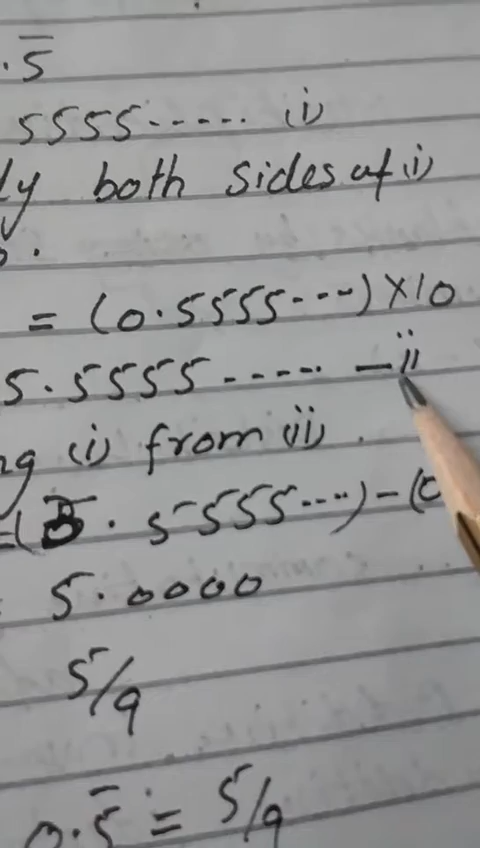 .5̅
5555...... (i)
ly both sides of (i)
= (0.5555...) × 10
5.5555...... — ii
ng (i) from (ii).
=(5.5555...) - (0
5.0000
5/9
0.5̅ = 5/9